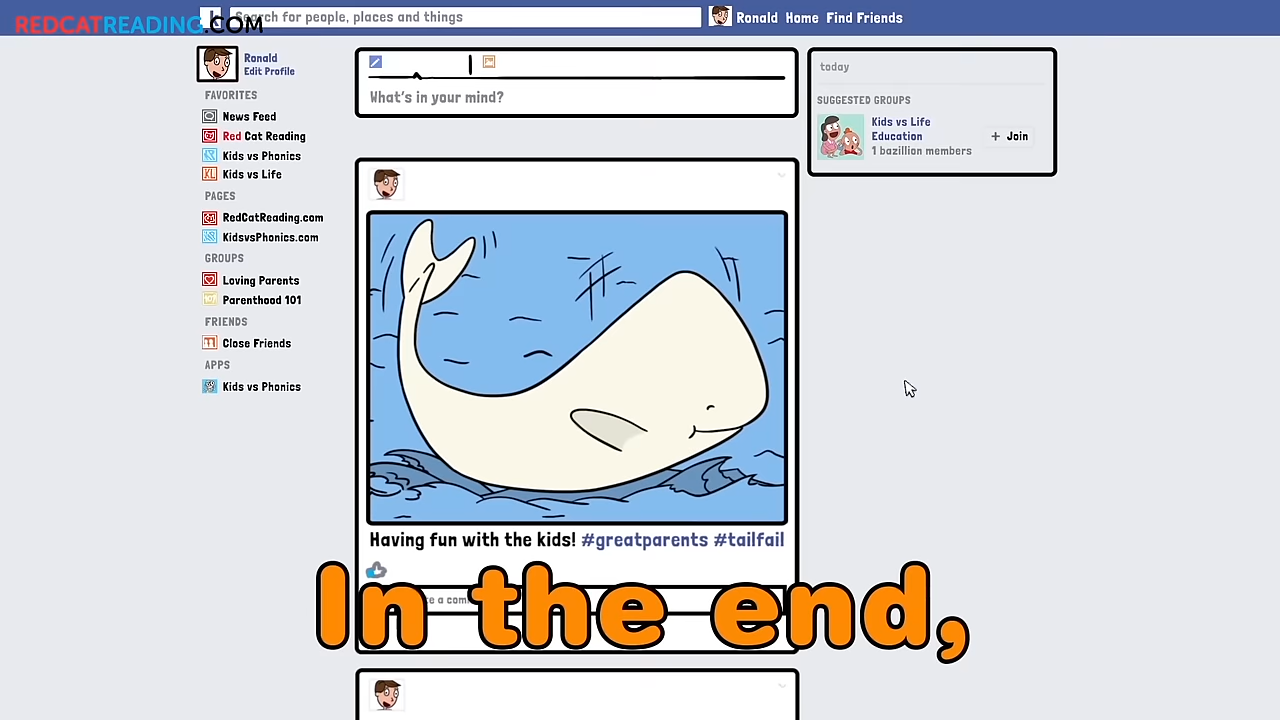 REDCATREADING.COM
Search for people, places and things
Ronald Home Find Friends
Ronald
Edit Profile
FAVORITES
News Feed
Red Cat Reading
Kids vs Phonics
Kids vs Life
PAGES
RedCatReading.com
KidsvsPhonics.com
GROUPS
Loving Parents
Parenthood 101
FRIENDS
Close Friends
APPS
Kids vs Phonics
What's in your mind?
today
SUGGESTED GROUPS
Kids vs Life
Education
1 bazillion members
+ Join
Having fun with the kids! #greatparents #tailfail
In the end,